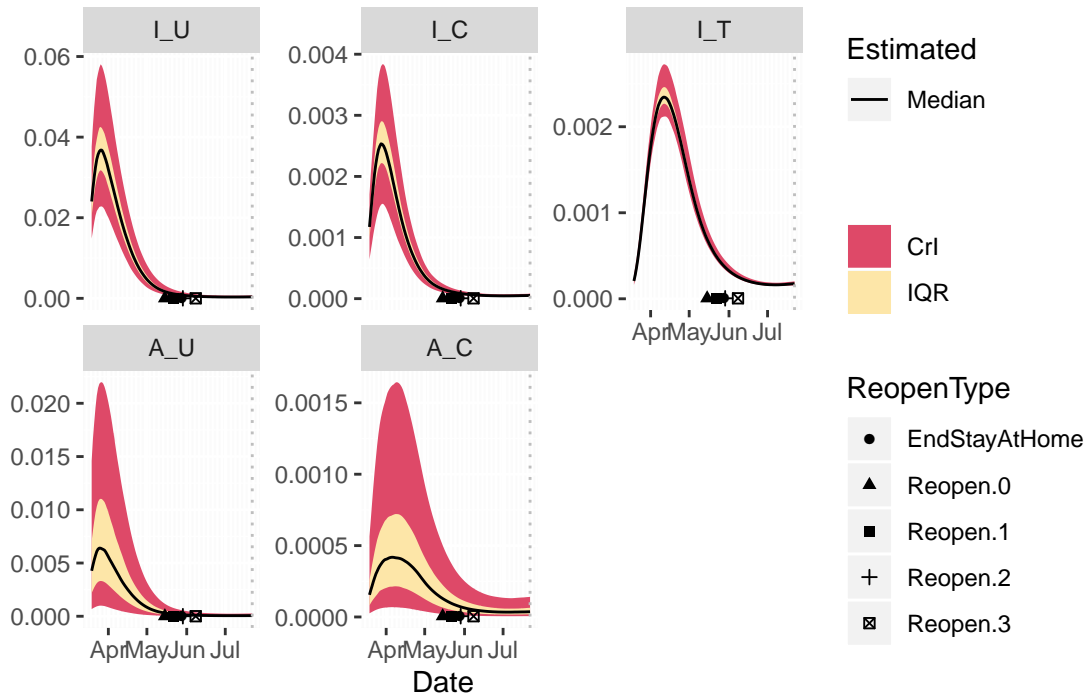 I_U
I_C
I_T
0.06
0.04
0.02
0.00
0.004
0.003
0.002
0.001
0.000
0.002
0.001
0.000
Apr May Jun Jul
A_U
A_C
0.020
0.015
0.010
0.005
0.000
0.0015
0.0010
0.0005
0.0000
Apr May Jun Jul
Apr May Jun Jul
Date
Estimated
Median
CrI
IQR
ReopenType
EndStayAtHome
Reopen.0
Reopen.1
Reopen.2
Reopen.3